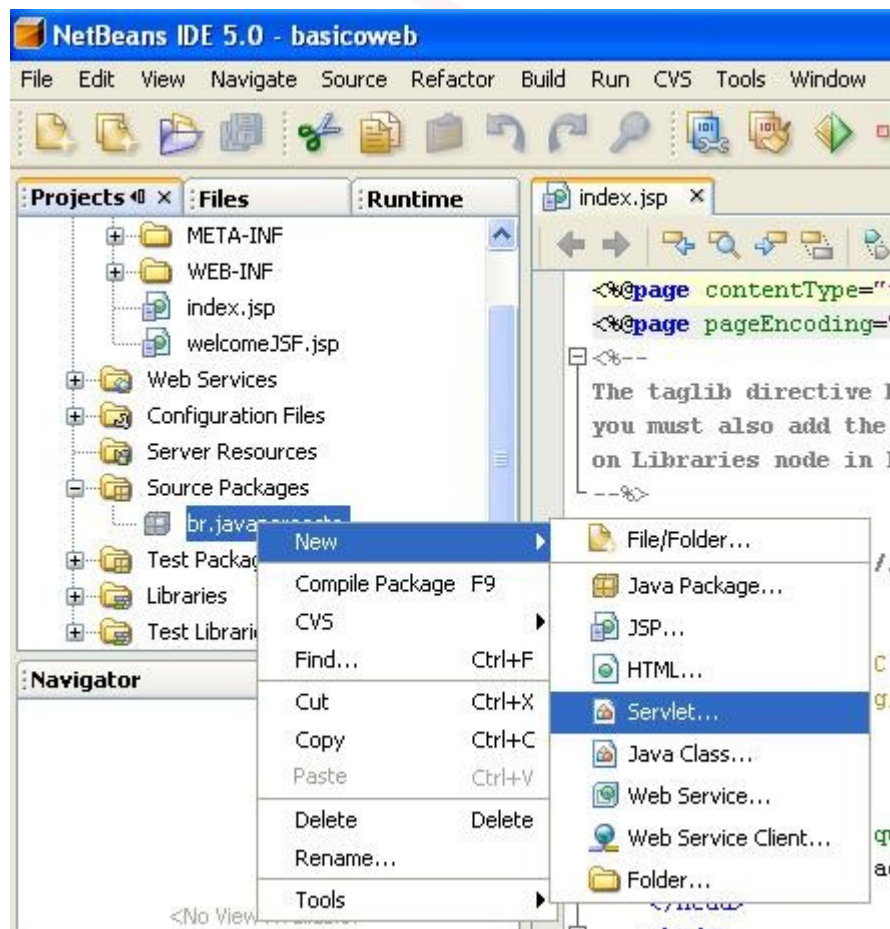 NetBeans IDE 5.0 - basicoweb
File Edit View Navigate Source Refactor Build Run CVS Tools Window
Projects Files Runtime
META-INF
WEB-INF
index.jsp
welcomeJSF.jsp
Web Services
Configuration Files
Server Resources
Source Packages
Test
Libraries
Test
Navigator
<No View
index.jsp
<%@page contentType="
<%@page pageEncoding=
<%--
The taglib directive
you must also add the
on Libraries node in
--%>
New
Compile Package F9
CVS
Find... Ctrl+F
Cut Ctrl+X
Copy Ctrl+C
Paste Ctrl+V
Delete Delete
Rename...
Tools
File/Folder...
Java Package...
JSP...
HTML...
Servlet...
Java Class...
Web Service...
Web Service Client...
Folder...